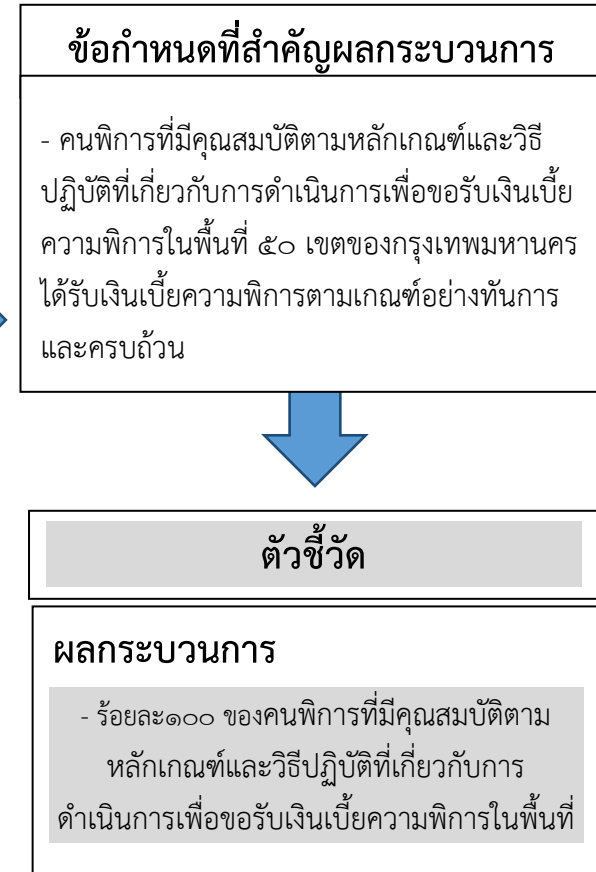 ข้อกำหนดที่สำคัญผลกระบวนการ
- คนพิการที่มีคุณสมบัติตามหลักเกณฑ์และวิธี
ปฏิบัติที่เกี่ยวกับการดำเนินการเพื่อขอรับเงินเบี้ย
ความพิการในพื้นที่ ๕๐ เขตของกรุงเทพมหานคร
ได้รับเงินเบี้ยความพิการตามเกณฑ์อย่างทันการ
และครบถ้วน
ตัวชี้วัด
ผลกระบวนการ
- ร้อยละ๑๐๐ ของคนพิการที่มีคุณสมบัติตาม
หลักเกณฑ์และวิธีปฏิบัติที่เกี่ยวกับการ
ดำเนินการเพื่อขอรับเงินเบี้ยความพิการในพื้นที่